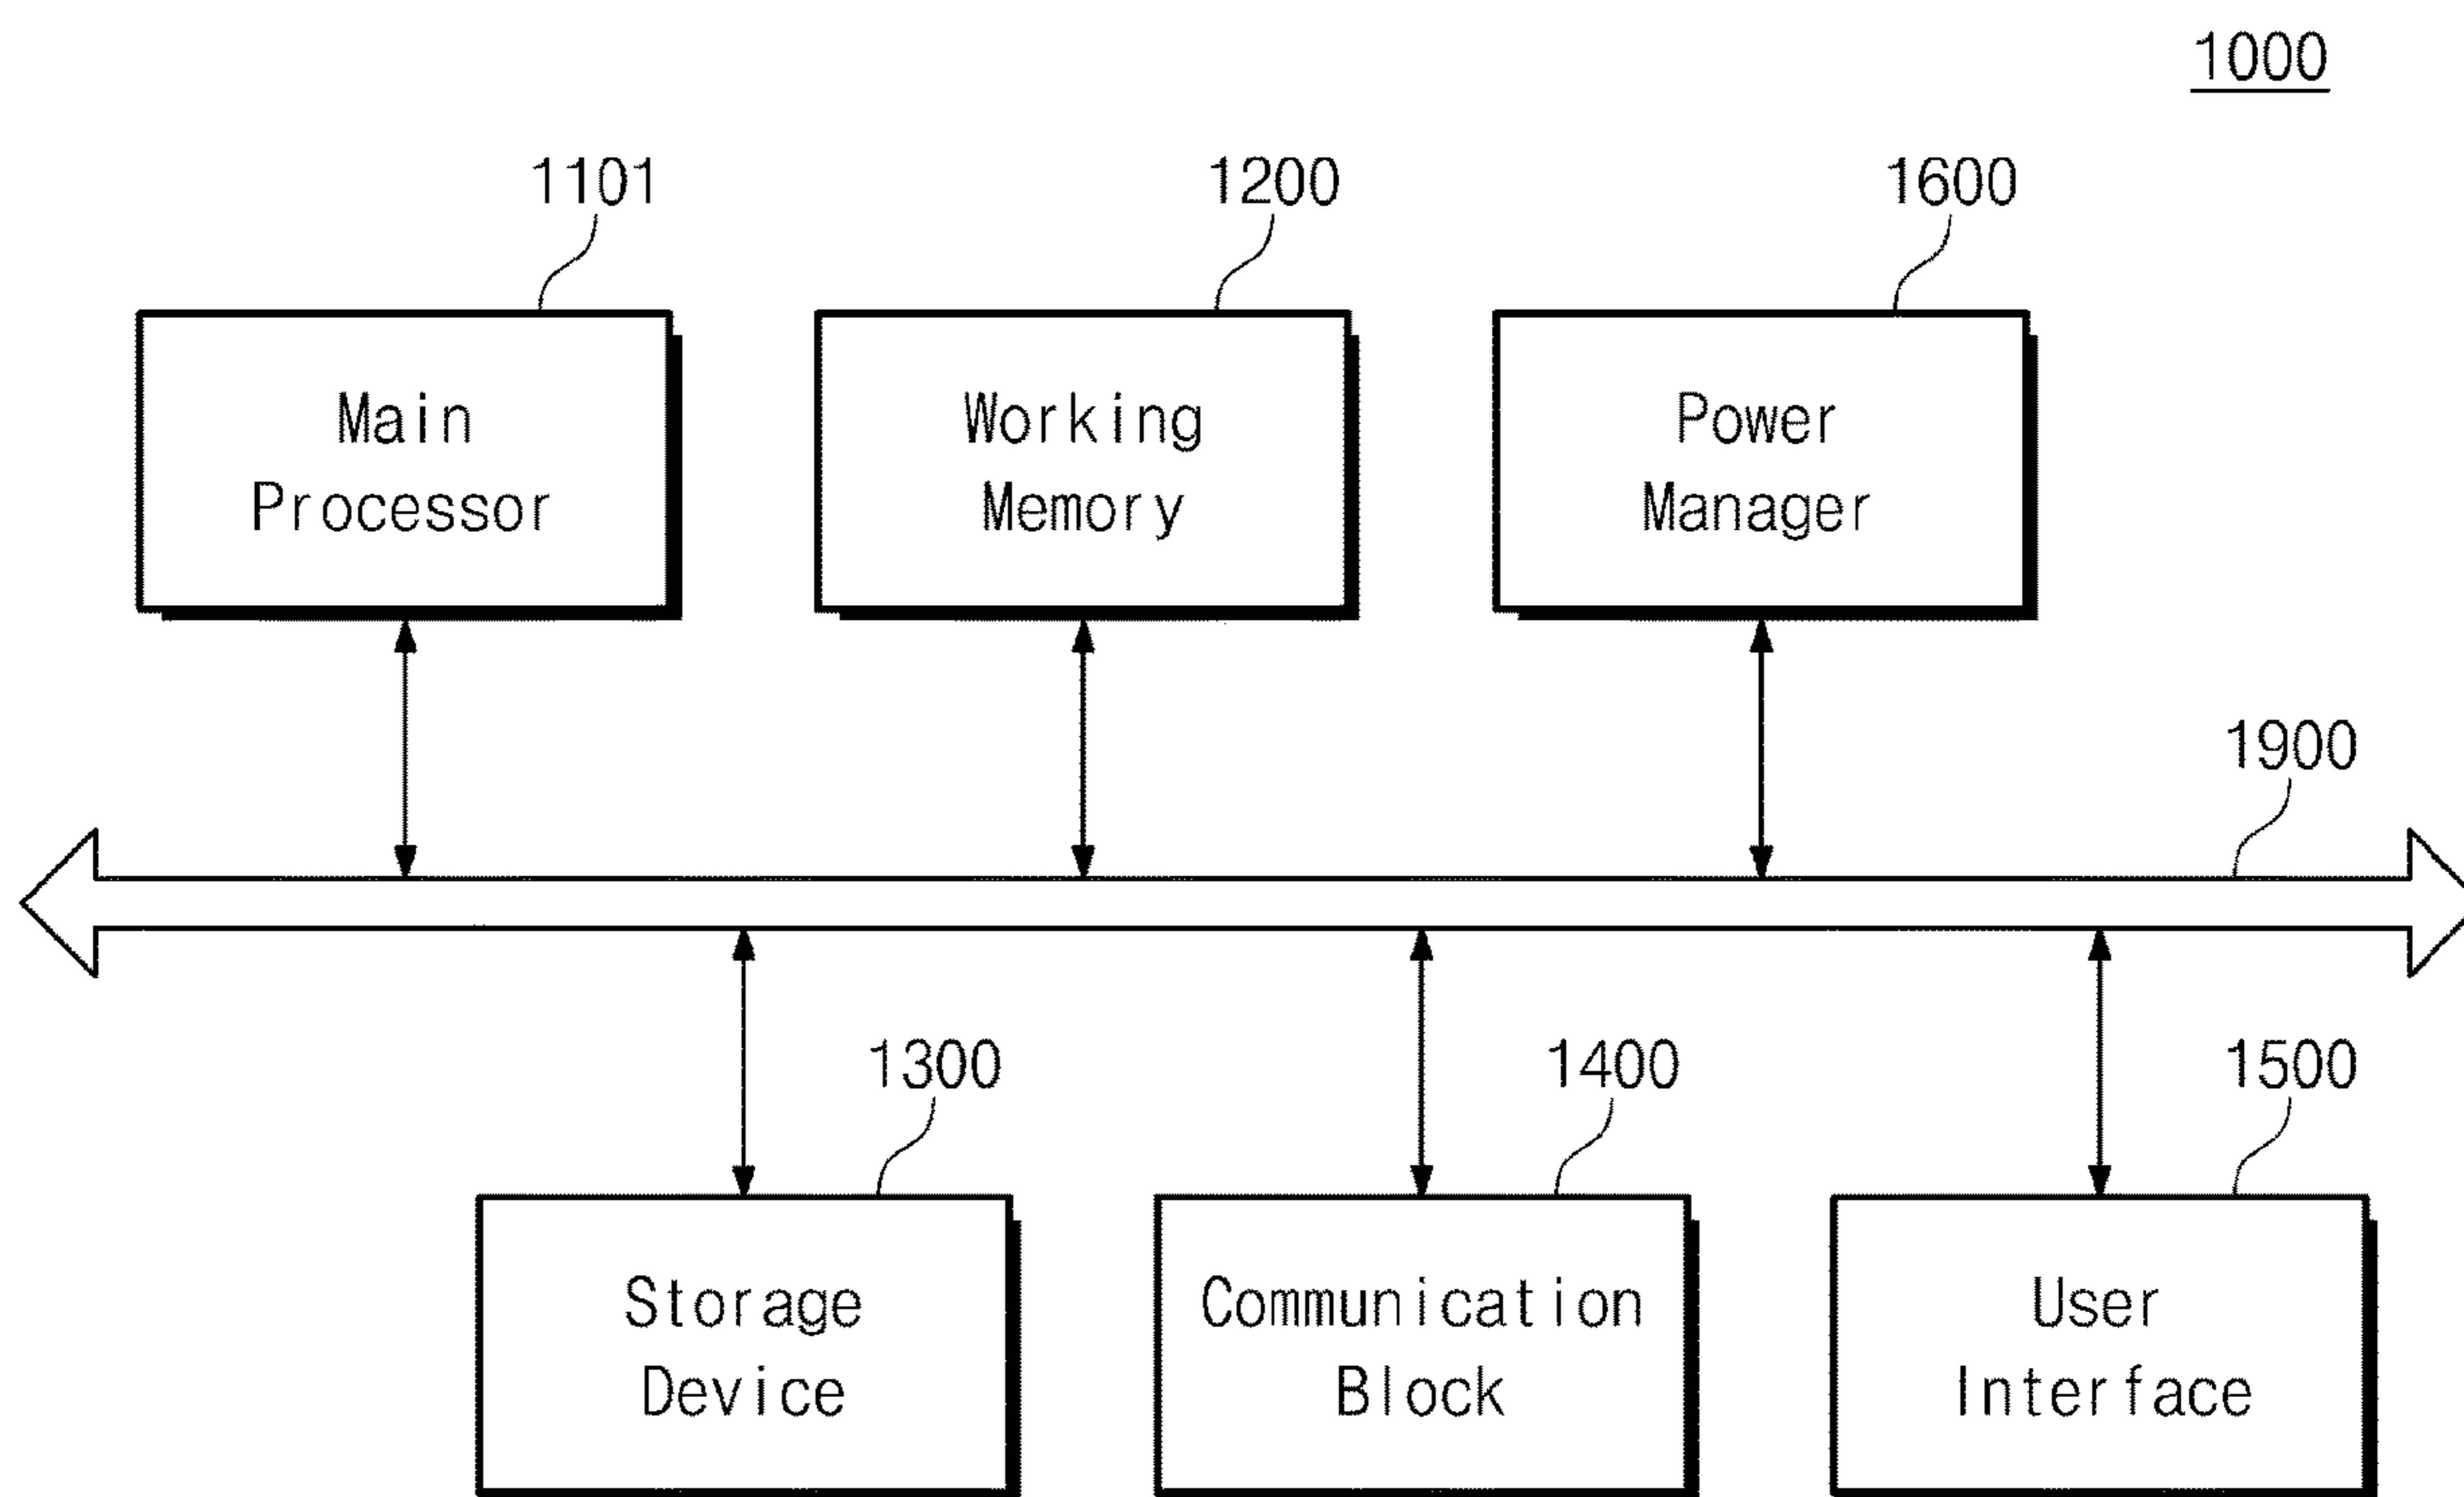 1000
1101
1200
1600
Main
Processor
Working
Memory
Power
Manager
1900
1300
1400
1500
Storage
Device
Communication
Block
User
Interface